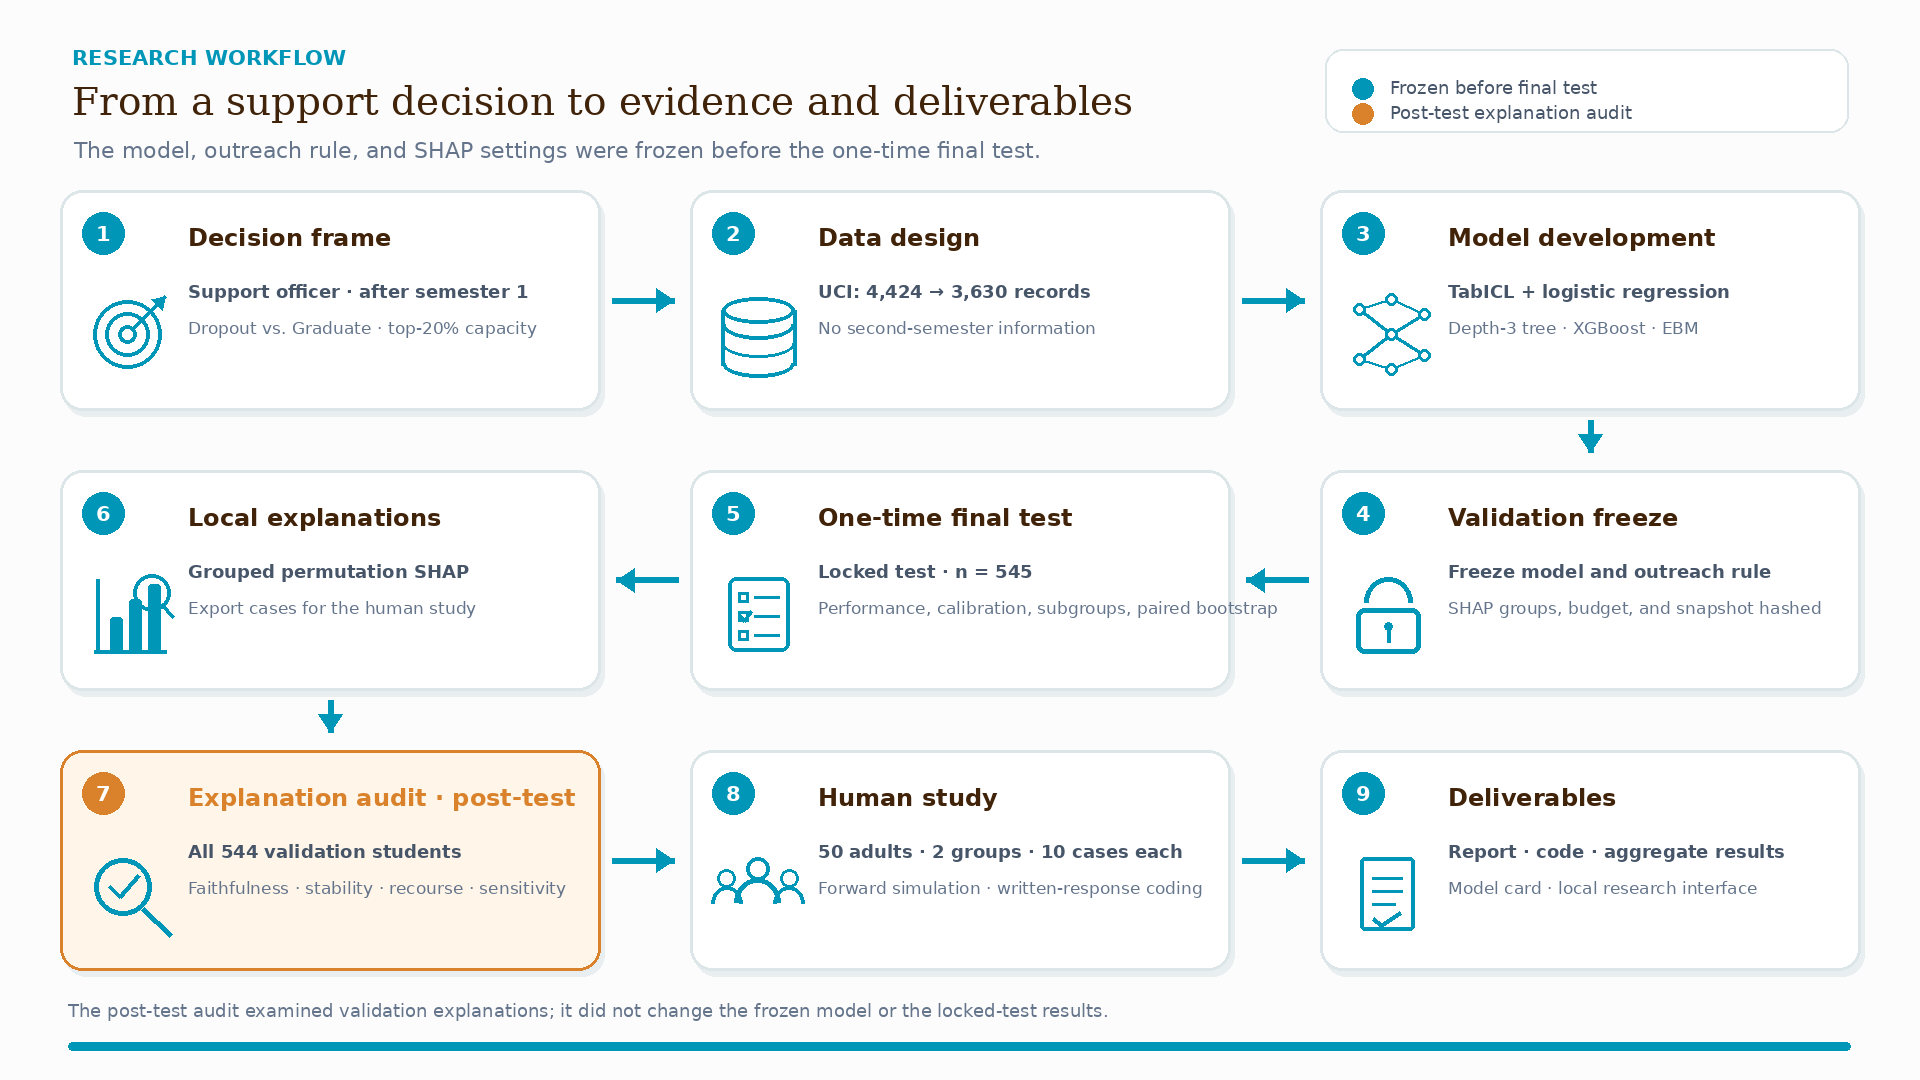 RESEARCH WORKFLOW
From a support decision to evidence and deliverables
The model, outreach rule, and SHAP settings were frozen before the one-time final test.
Frozen before final test
Post-test explanation audit
1
Decision frame
Support officer · after semester 1
Dropout vs. Graduate · top-20% capacity
2
Data design
UCI: 4,424 → 3,630 records
No second-semester information
3
Model development
TabICL + logistic regression
Depth-3 tree · XGBoost · EBM
4
Validation freeze
Freeze model and outreach rule
SHAP groups, budget, and snapshot hashed
5
One-time final test
Locked test · n = 545
Performance, calibration, subgroups, paired bootstrap
6
Local explanations
Grouped permutation SHAP
Export cases for the human study
7
Explanation audit · post-test
All 544 validation students
Faithfulness · stability · recourse · sensitivity
8
Human study
50 adults · 2 groups · 10 cases each
Forward simulation · written-response coding
9
Deliverables
Report · code · aggregate results
Model card · local research interface
The post-test audit examined validation explanations; it did not change the frozen model or the locked-test results.